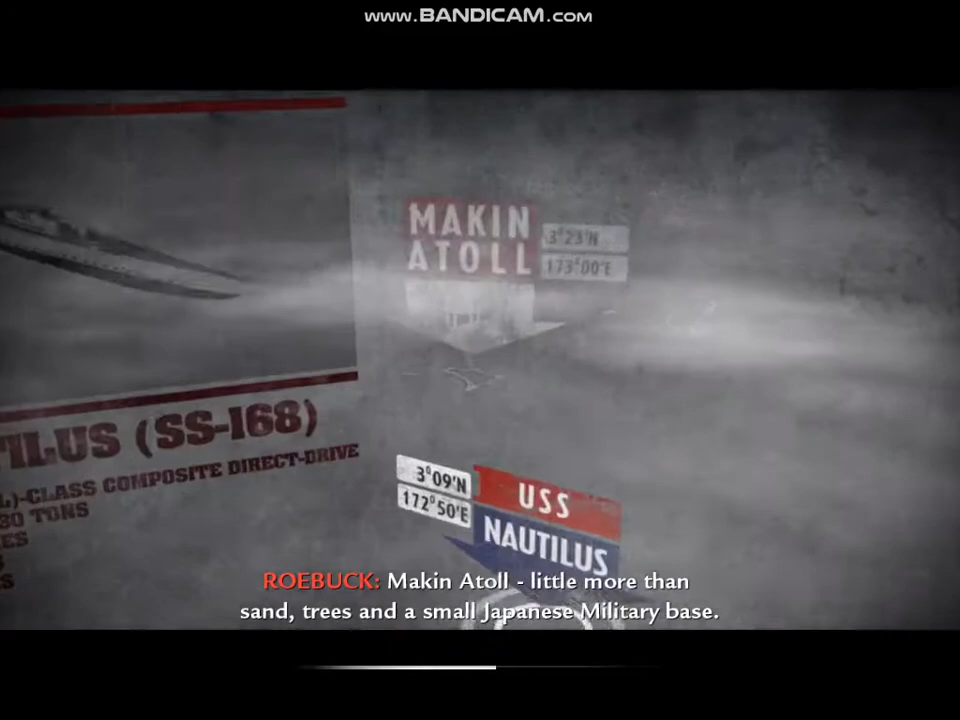 www.BANDICAM.com
MAKIN
ATOLL
3°23'N
173°00'E
TILUS (SS-168)
)-CLASS COMPOSITE DIRECT-DRIVE
30 TONS
3°09'N
172°50'E
USS
NAUTILUS
ROEBUCK: Makin Atoll - little more than
sand, trees and a small Japanese Military base.